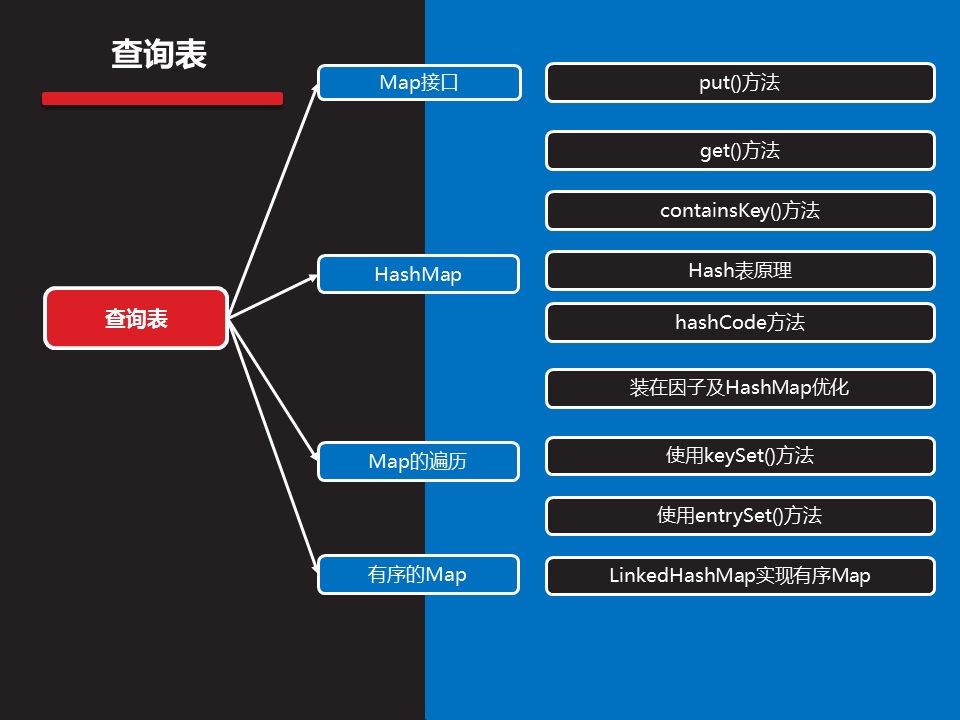 查询表
Map接口
put()方法
get()方法
containsKey()方法
HashMap
Hash表原理
查询表
hashCode方法
装在因子及HashMap优化
Map的遍历
使用keySet()方法
使用entrySet()方法
有序的Map
LinkedHashMap实现有序Map